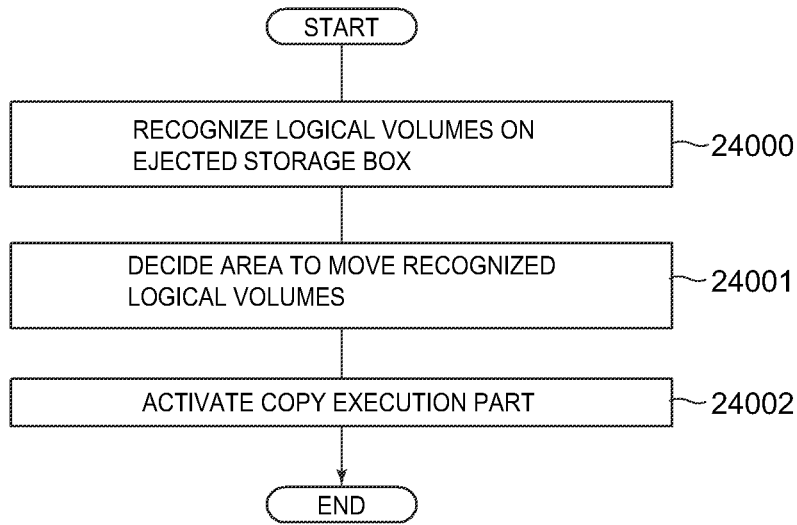 START
RECOGNIZE LOGICAL VOLUMES ON
EJECTED STORAGE BOX
24000
DECIDE AREA TO MOVE RECOGNIZED
LOGICAL VOLUMES
24001
ACTIVATE COPY EXECUTION PART
24002
END